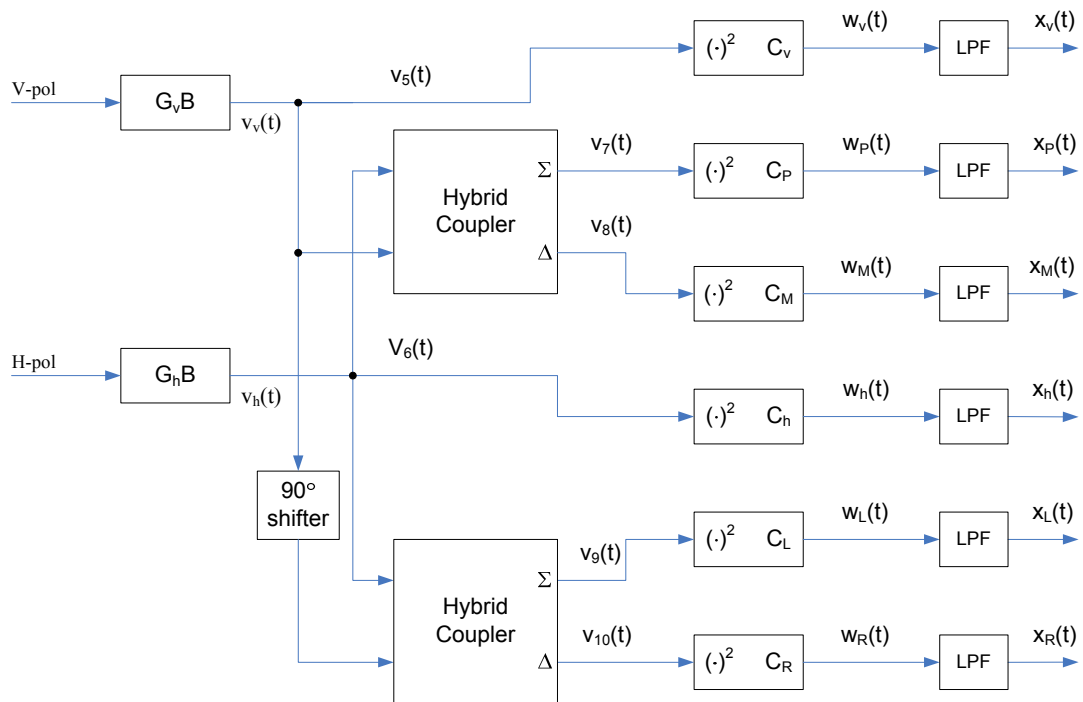 V-pol
G_vB
v_v(t)
v_5(t)
(·)² C_v
w_v(t)
LPF
x_v(t)
Hybrid
Coupler
Σ
Δ
v_7(t)
(·)² C_P
w_P(t)
LPF
x_P(t)
v_8(t)
(·)² C_M
w_M(t)
LPF
x_M(t)
H-pol
G_hB
v_h(t)
V_6(t)
(·)² C_h
w_h(t)
LPF
x_h(t)
90°
shifter
Hybrid
Coupler
Σ
Δ
v_9(t)
(·)² C_L
w_L(t)
LPF
x_L(t)
v_10(t)
(·)² C_R
w_R(t)
LPF
x_R(t)